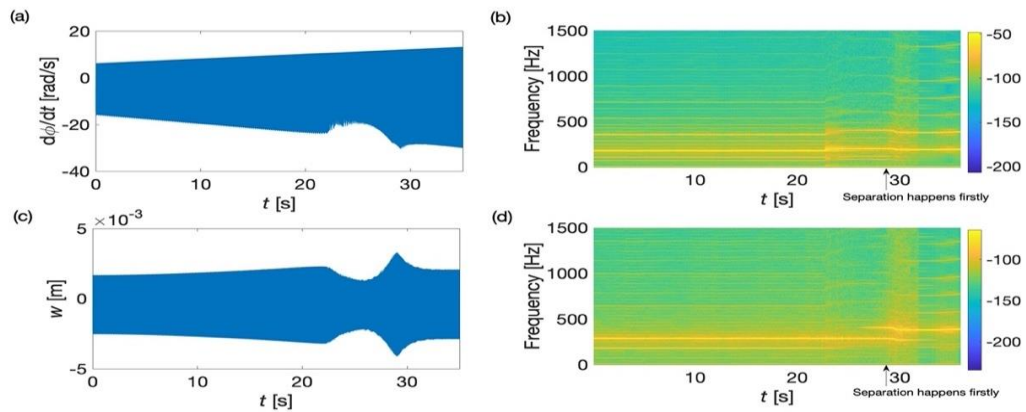 (a)
20
0
-20
-40
dϕ/dt [rad/s]
0
10
20
30
t [s]
(b)
1500
1000
500
0
Frequency [Hz]
10
20
30
t [s]
Separation happens firstly
-50
-100
-150
-200
(c)
×10⁻³
5
0
-5
w [m]
0
10
20
30
t [s]
(d)
1500
1000
500
0
Frequency [Hz]
10
20
30
t [s]
Separation happens firstly
-100
-150
-200